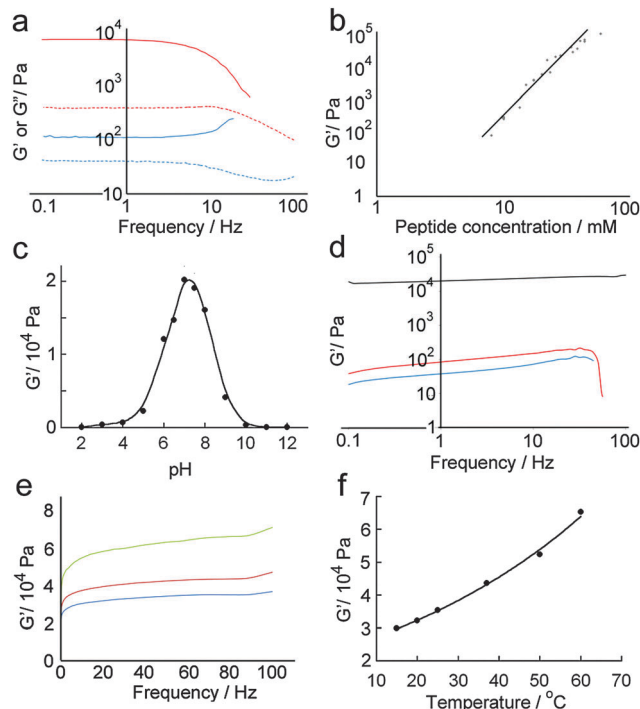 a
G' or G"/ Pa
10⁴
10³
10²
10
0.1 1 10 100
Frequency / Hz
b
G'/ Pa
10⁵
10⁴
10³
10²
10
1
1 10 100
Peptide concentration / mM
c
G'/ 10⁴ Pa
2
1
0
2 4 6 8 10 12
pH
d
G'/ Pa
10⁵
10⁴
10³
10²
10
1
0.1 1 10 100
Frequency / Hz
e
G'/ 10⁴ Pa
8
6
4
2
0
0 20 40 60 80 100
Frequency / Hz
f
G'/ 10⁴ Pa
7
6
5
4
3
2
10 20 30 40 50 60 70
Temperature / °C